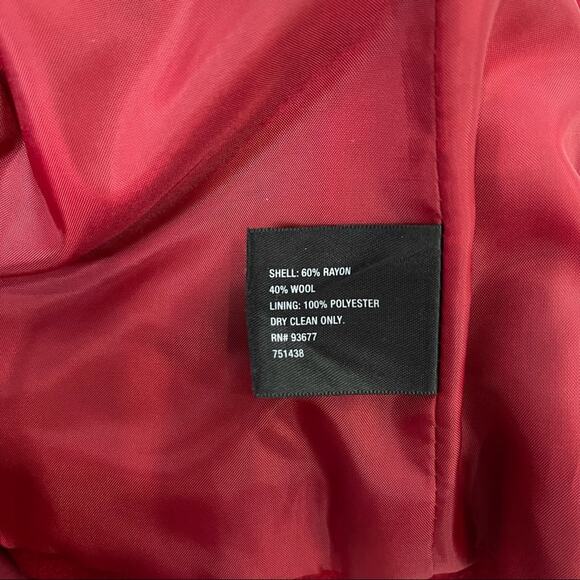 SHELL: 60% RAYON
40% WOOL
LINING: 100% POLYESTER
DRY CLEAN ONLY.
RN# 93677
751438